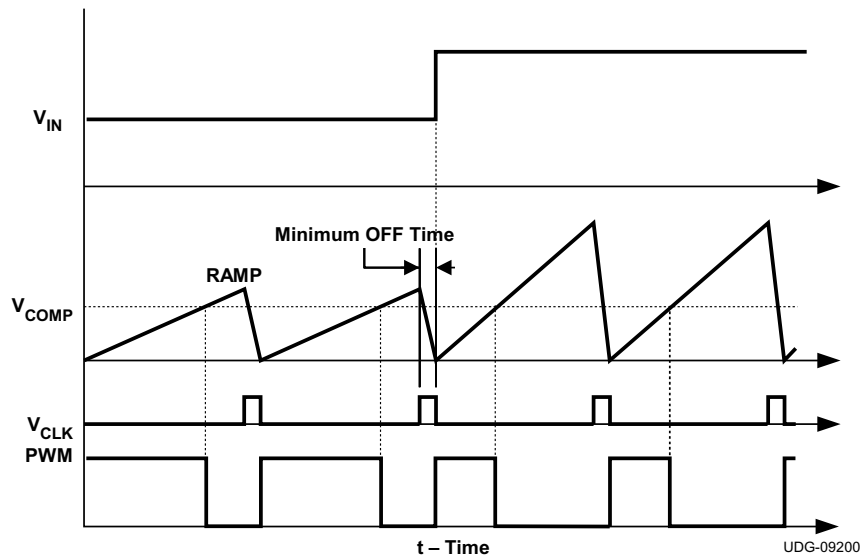 V_IN
Minimum OFF Time
RAMP
V_COMP
V_CLK
PWM
t – Time
UDG-09200